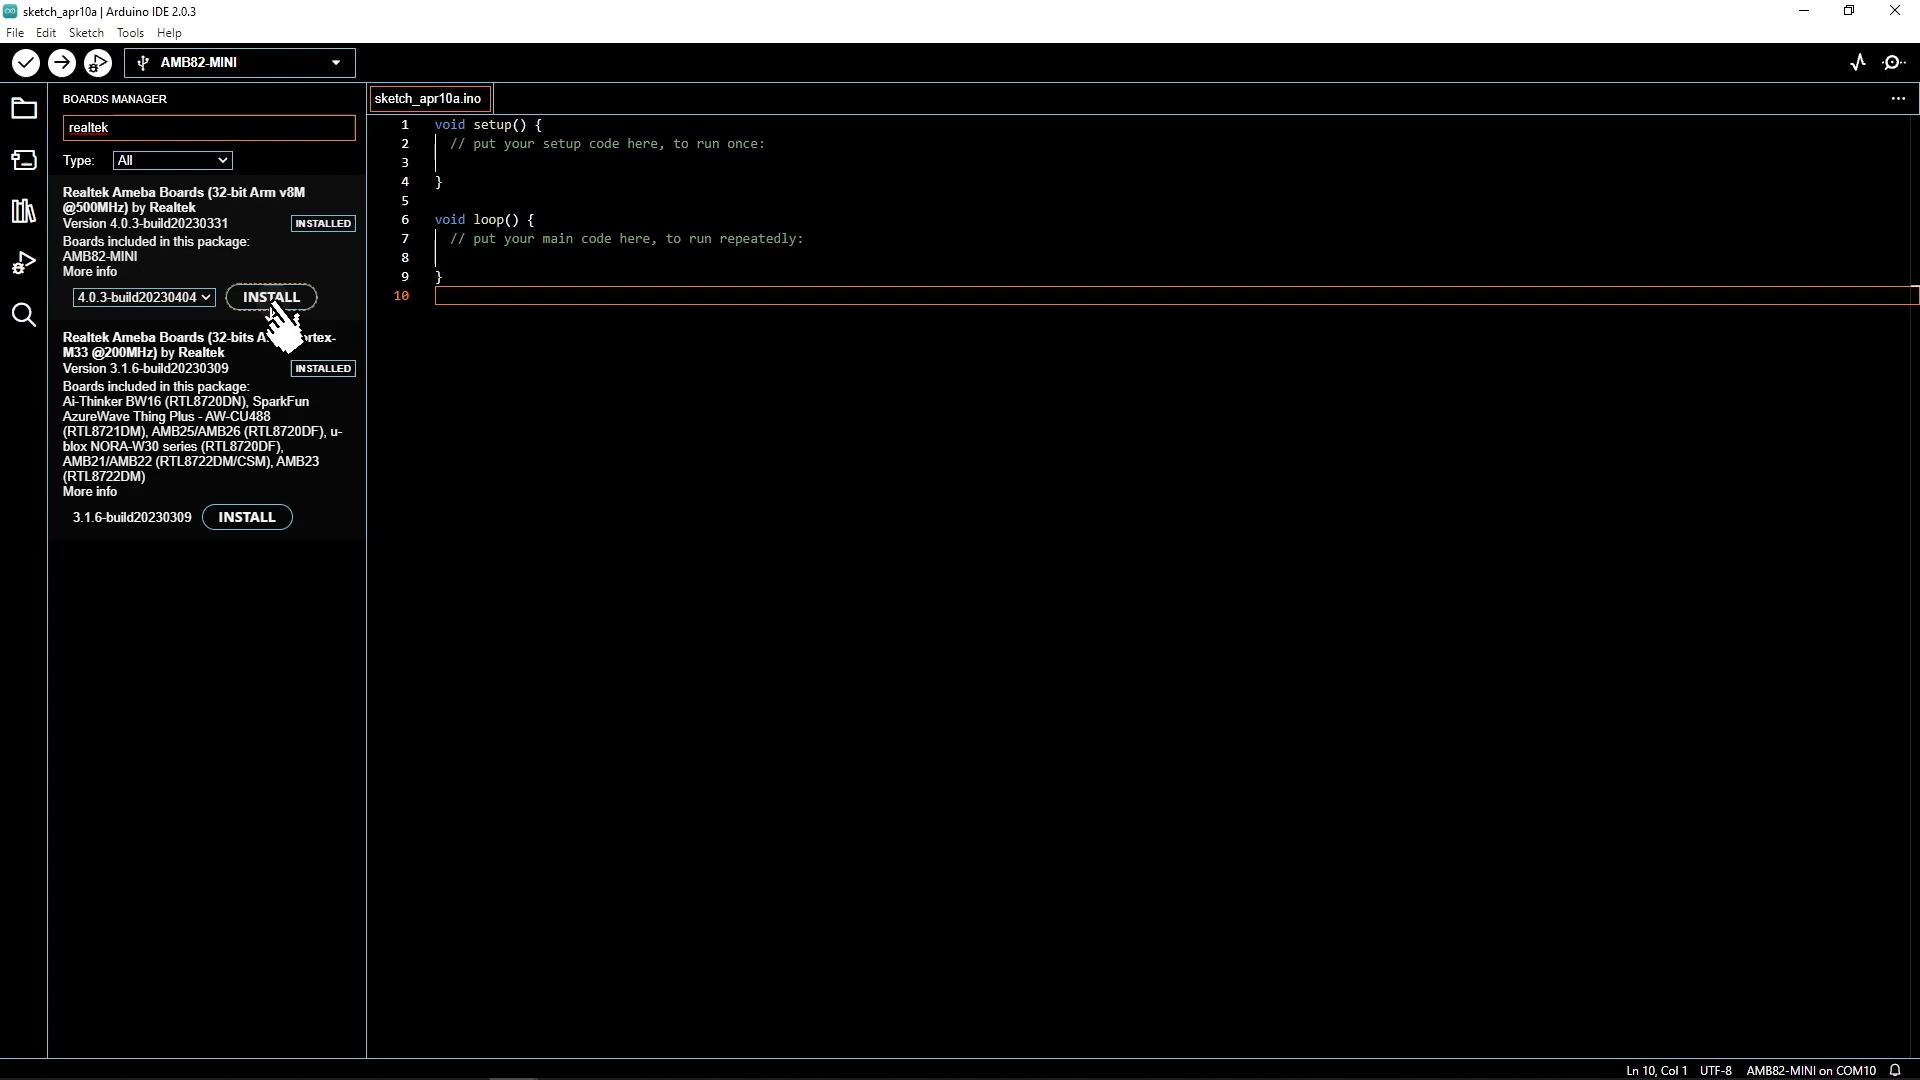 sketch_apr10a | Arduino IDE 2.0.3
File Edit Sketch Tools Help
AMB82-MINI
BOARDS MANAGER
realtek
Type: All
Realtek Ameba Boards (32-bit Arm v8M
@500MHz) by Realtek
Version 4.0.3-build20230331 INSTALLED
Boards included in this package:
AMB82-MINI
More info
4.0.3-build20230404 INSTALL
Realtek Ameba Boards (32-bits
M33 @200MHz) by Realtek
Version 3.1.6-build20230309 INSTALLED
Boards included in this package:
Ai-Thinker BW16 (RTL8720DN), SparkFun
AzureWave Thing Plus - AW-CU488
(RTL8721DM), AMB25/AMB26 (RTL8720DF), u-
blox NORA-W30 series (RTL8720DF),
AMB21/AMB22 (RTL8722DM/CSM), AMB23
(RTL8722DM)
More info
3.1.6-build20230309 INSTALL
sketch_apr10a.ino
1 void setup() {
2 // put your setup code here, to run once:
3
4 }
5
6 void loop() {
7 // put your main code here, to run repeatedly:
8
9 }
10
Ln 10, Col 1 UTF-8 AMB82-MINI on COM10